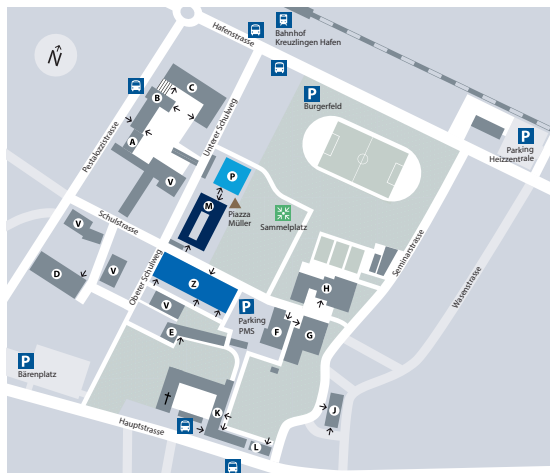 Hafenstrasse
Bahnhof
Kreuzlingen Hafen
P
Burgerfeld
P
Parking
Heizzentrale
N
C
B
A
V
Pestalozzistrasse
Unterer Schulweg
P
M
Piazza
Müller
Sammelplatz
Schulstrasse
V
D
V
Oberer Schulweg
Z
V
E
P
Parking
PMS
F
G
H
Seminarstrasse
Wasenstrasse
P
Bärenplatz
K
L
J
Hauptstrasse